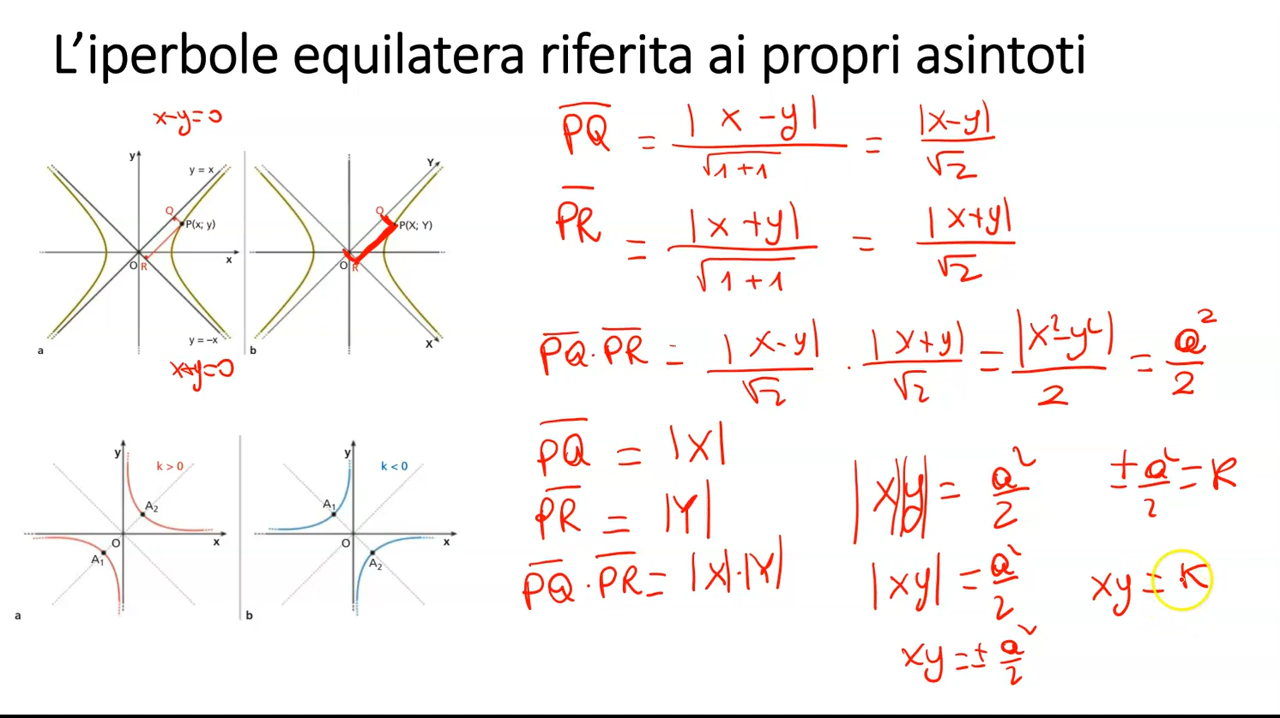 L'iperbole equilatera riferita ai propri asintoti
x-y=0
y
y = x
Q
P(x; y)
O
R
x
y = -x
a
x+y=0
Y
Q
P(X; Y)
O
R
X
b
y
k > 0
A₂
O
x
A₁
a
y
k < 0
A₁
O
x
A₂
b
PQ = |x-y| / √1+1 = |x-y| / √2
PR = |x+y| / √1+1 = |x+y| / √2
PQ · PR = |x-y| / √2 · |x+y| / √2 = |x²-y²| / 2 = a² / 2
PQ = |X|
PR = |Y|
PQ · PR = |X|·|Y|
|x||y| = a² / 2
|xy| = a² / 2
xy = ± a² / 2
± a² / 2 = K
xy = K